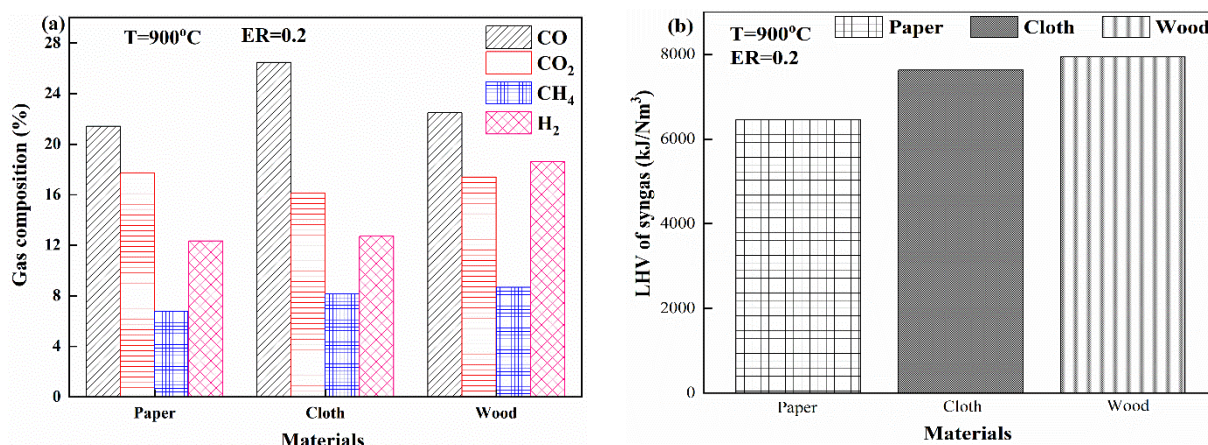 (a)
T=900°C ER=0.2
CO
CO₂
CH₄
H₂
Gas composition (%)
28
24
20
16
12
8
4
0
Paper Cloth Wood
Materials
(b)
T=900°C
ER=0.2
Paper Cloth Wood
LHV of syngas (kJ/Nm³)
8000
6000
4000
2000
0
Paper Cloth Wood
Materials